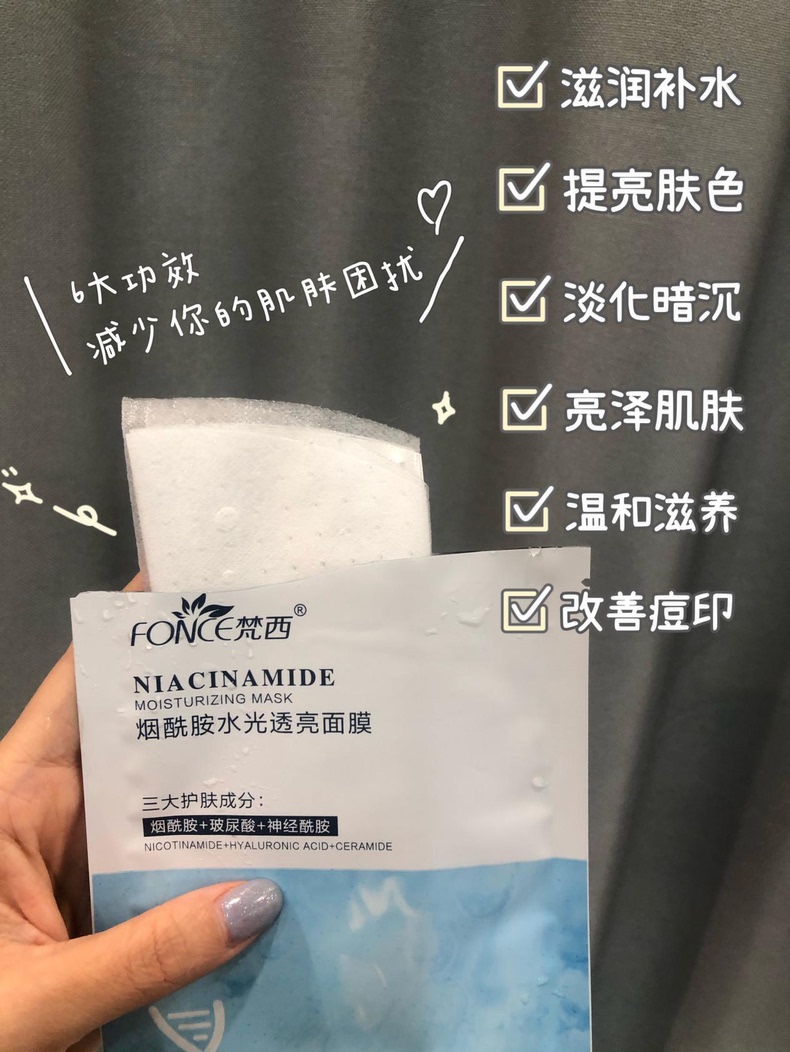 滋润补水
提亮肤色
6大功效
减少你的肌肤困扰
淡化暗沉
亮泽肌肤
温和滋养
改善痘印
FONCE梵西®
NIACINAMIDE
MOISTURIZING MASK
烟酰胺水光透亮面膜
三大护肤成分：
烟酰胺+玻尿酸+神经酰胺
NICOTINAMIDE+HYALURONIC ACID+CERAMIDE